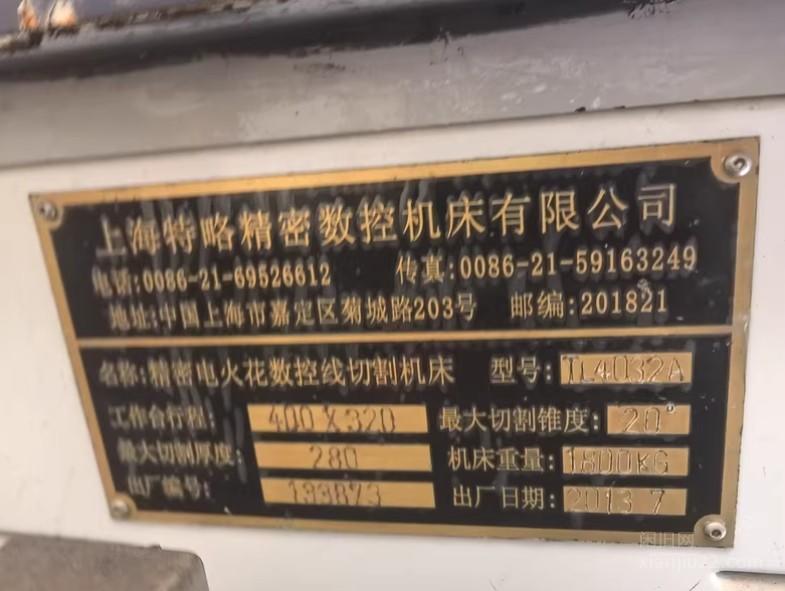 上海特略精密数控机床有限公司
电话:0086-21-69526612 传真:0086-21-59163249
地址:中国上海市嘉定区菊城路203号 邮编:201821
名称:精密电火花数控线切割机床 型号:TL4032A
工作台行程: 400X320 最大切割锥度: 20°
最大切割厚度: 280 机床重量: 1800KG
出厂编号: 出厂日期: 2013 7
闲旧网